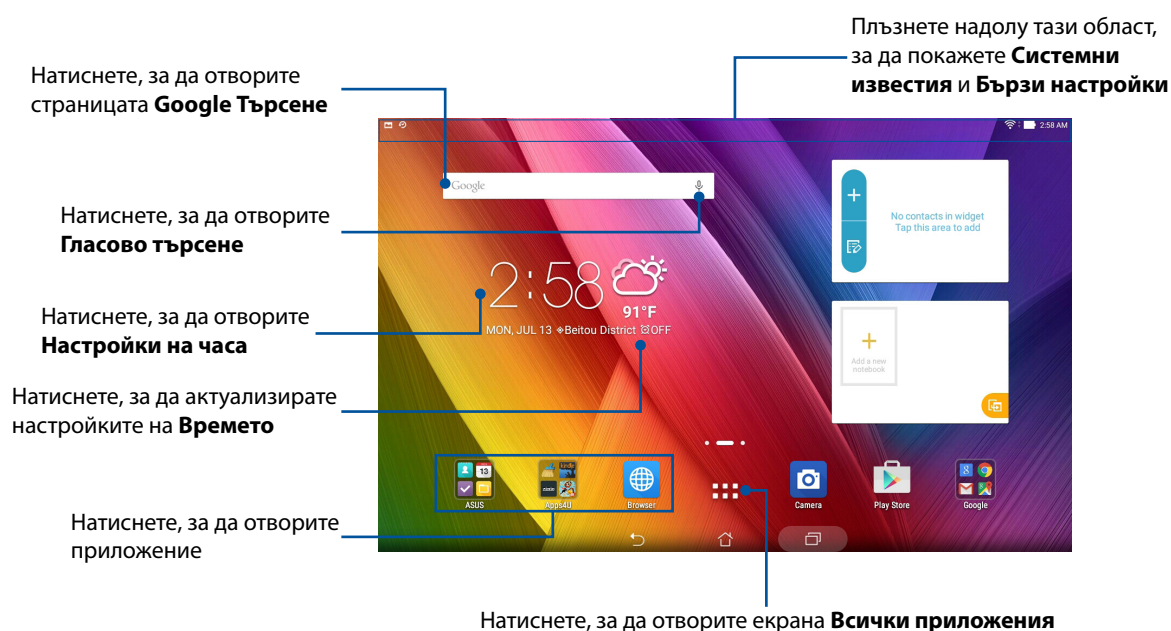 Плъзнете надолу тази област,
за да покажете Системни
известия и Бързи настройки
Натиснете, за да отворите
страницата Google Търсене
2:58 AM
Google
Натиснете, за да отворите
Гласово търсене
No contacts in widget
Tap this area to add
2:58
91°F
MON, JUL 13 Beitou District OFF
Натиснете, за да отворите
Настройки на часа
Add a new
notebook
Натиснете, за да актуализирате
настройките на Времето
13
kindle
zinio
8
ASUS
Apps4U
Browser
Camera
Play Store
Google
Натиснете, за да отворите
приложение
Натиснете, за да отворите екрана Всички приложения